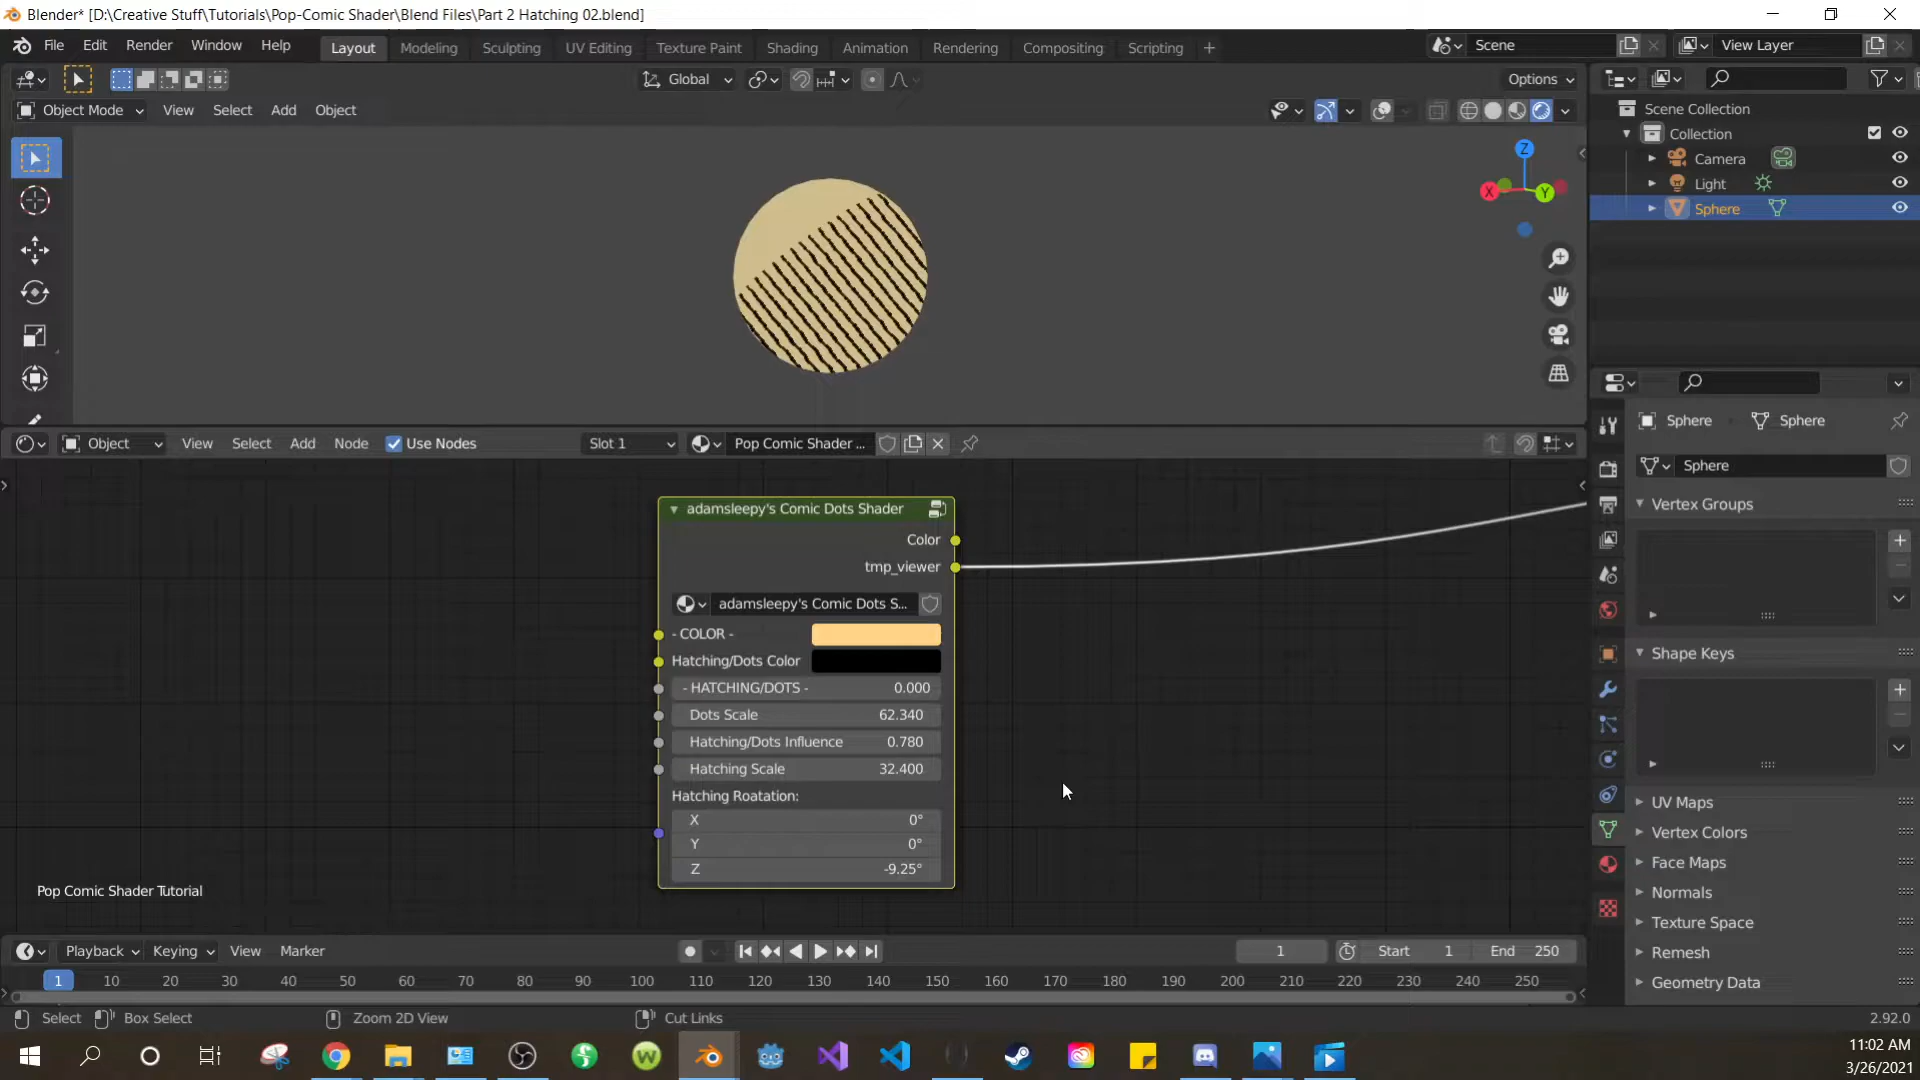 Blender* [D:\Creative Stuff\Tutorials\Pop-Comic Shader\Blend Files\Part 2 Hatching 02.blend]
File Edit Render Window Help Layout Modeling Sculpting UV Editing Texture Paint Shading Animation Rendering Compositing Scripting + Scene View Layer
Global Options
Object Mode View Select Add Object
Scene Collection
Collection
Camera
Light
Sphere
Z
X Y
Sphere Sphere
Sphere
Vertex Groups
Shape Keys
UV Maps
Vertex Colors
Face Maps
Normals
Texture Space
Remesh
Geometry Data
Object View Select Add Node Use Nodes Slot 1 Pop Comic Shader ...
adamsleepy's Comic Dots Shader
Color
tmp_viewer
adamsleepy's Comic Dots S...
- COLOR -
Hatching/Dots Color
- HATCHING/DOTS - 0.000
Dots Scale 62.340
Hatching/Dots Influence 0.780
Hatching Scale 32.400
Hatching Roatation:
X 0°
Y 0°
Z -9.25°
Pop Comic Shader Tutorial
Playback Keying View Marker 1 Start 1 End 250
1 10 20 30 40 50 60 70 80 90 100 110 120 130 140 150 160 170 180 190 200 210 220 230 240 250
Select Box Select Zoom 2D View Cut Links 2.92.0
11:02 AM
3/26/2021